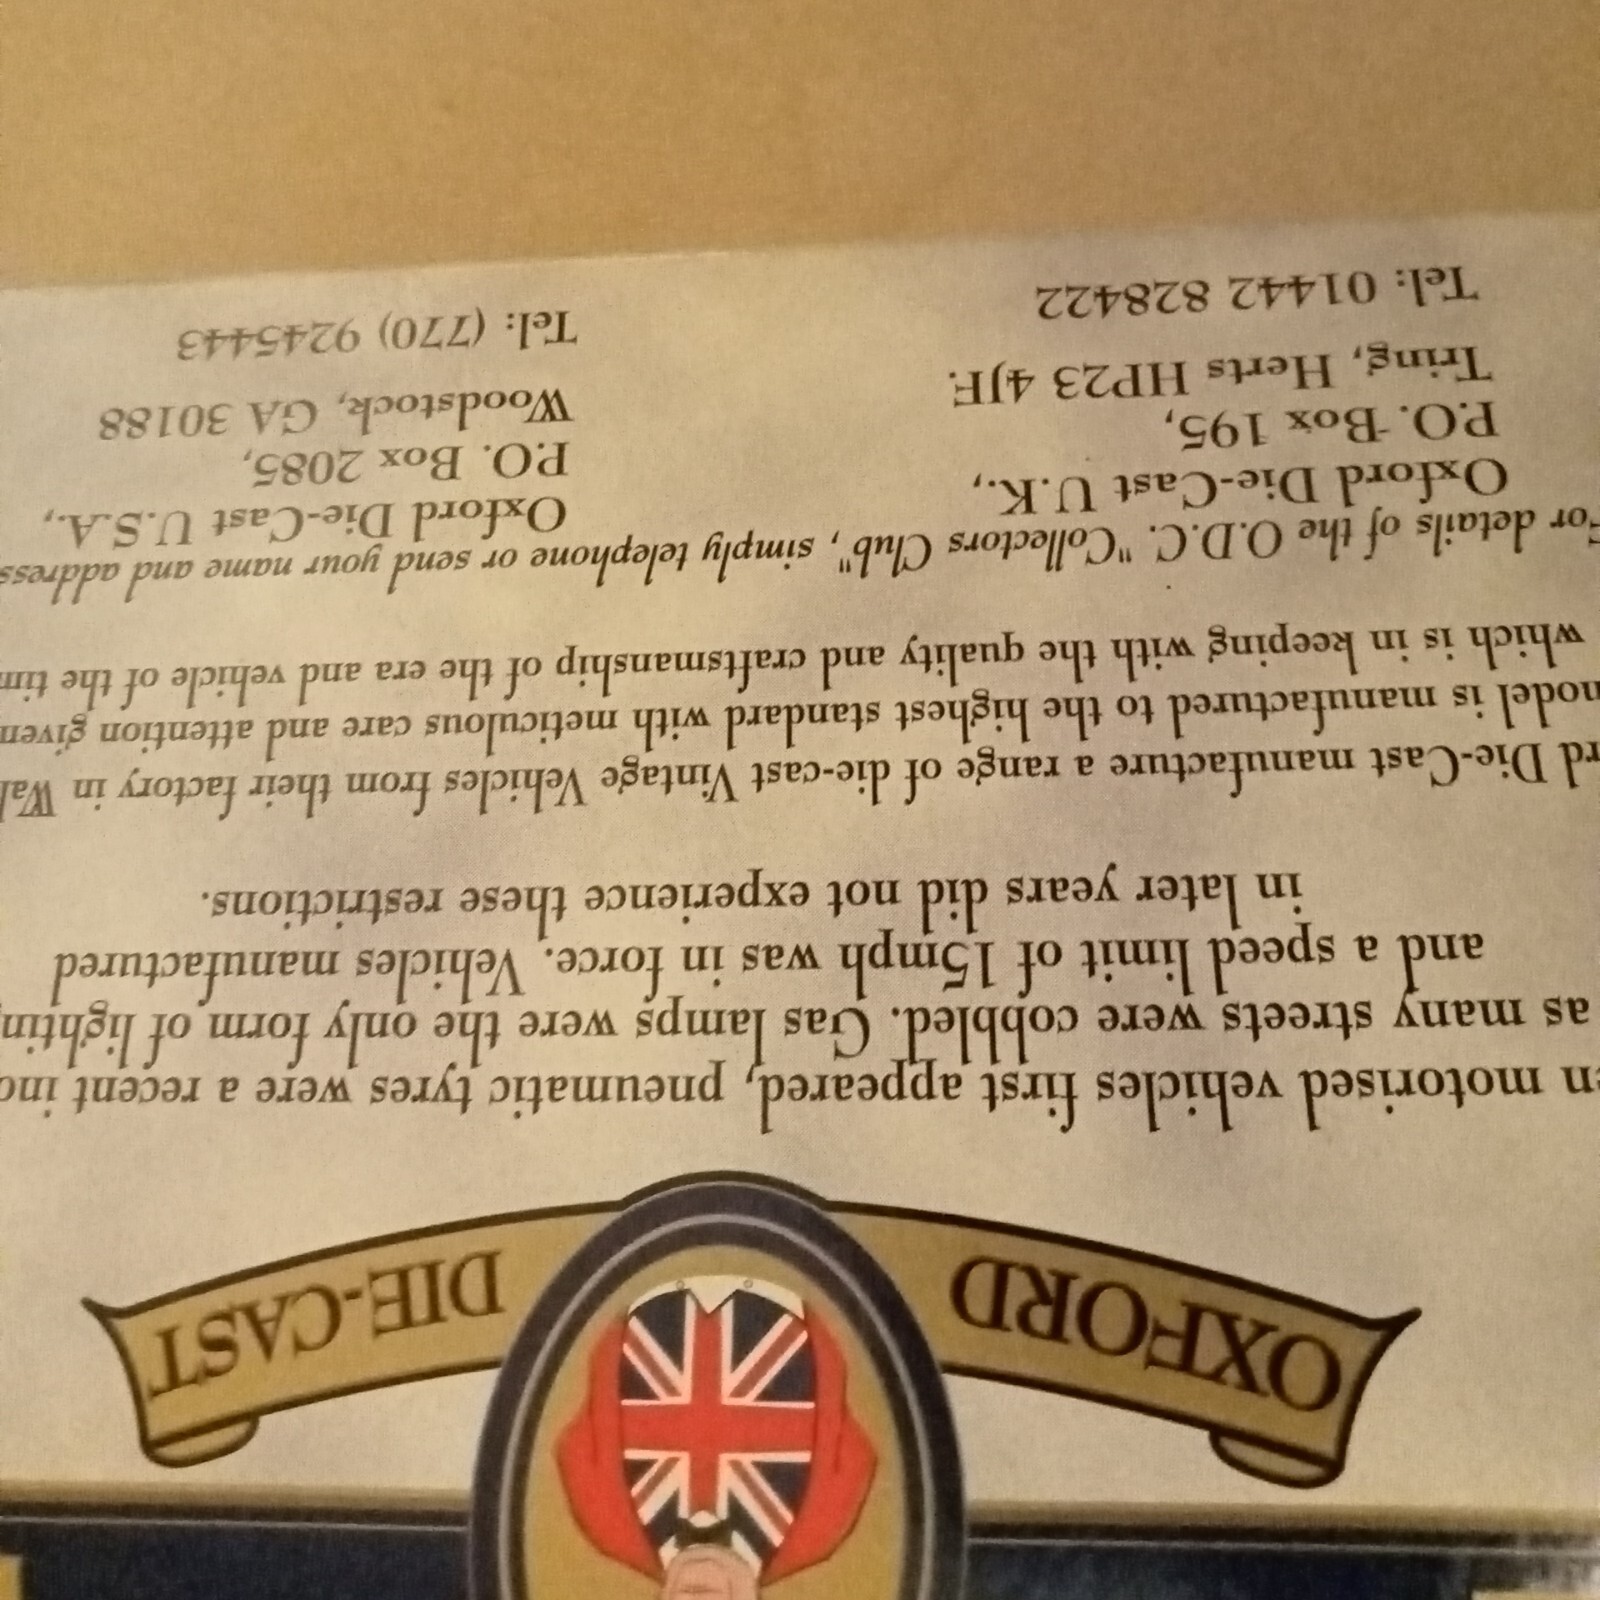 OXFORD DIE-CAST
motorised vehicles first appeared, pneumatic tyres were a recent
as many streets were cobbled. Gas lamps were the only form of
and a speed limit of 15mph was in force. Vehicles manufactured
in later years did not experience these restrictions.
Die-Cast manufacture a range of die-cast Vintage Vehicles from their factory in
is manufactured to the highest standard with meticulous care and attention given
which is in keeping with the quality and craftsmanship of the era and vehicle of the
For details of the O.D.C. "Collectors Club", simply telephone or send your name and address
Oxford Die-Cast U.K.,
P.O. Box 195,
Tring, Herts HP23 4JF.
Tel: 01442 828422
Oxford Die-Cast U.S.A.,
P.O. Box 2085,
Woodstock, GA 30188
Tel: (770) 9245443